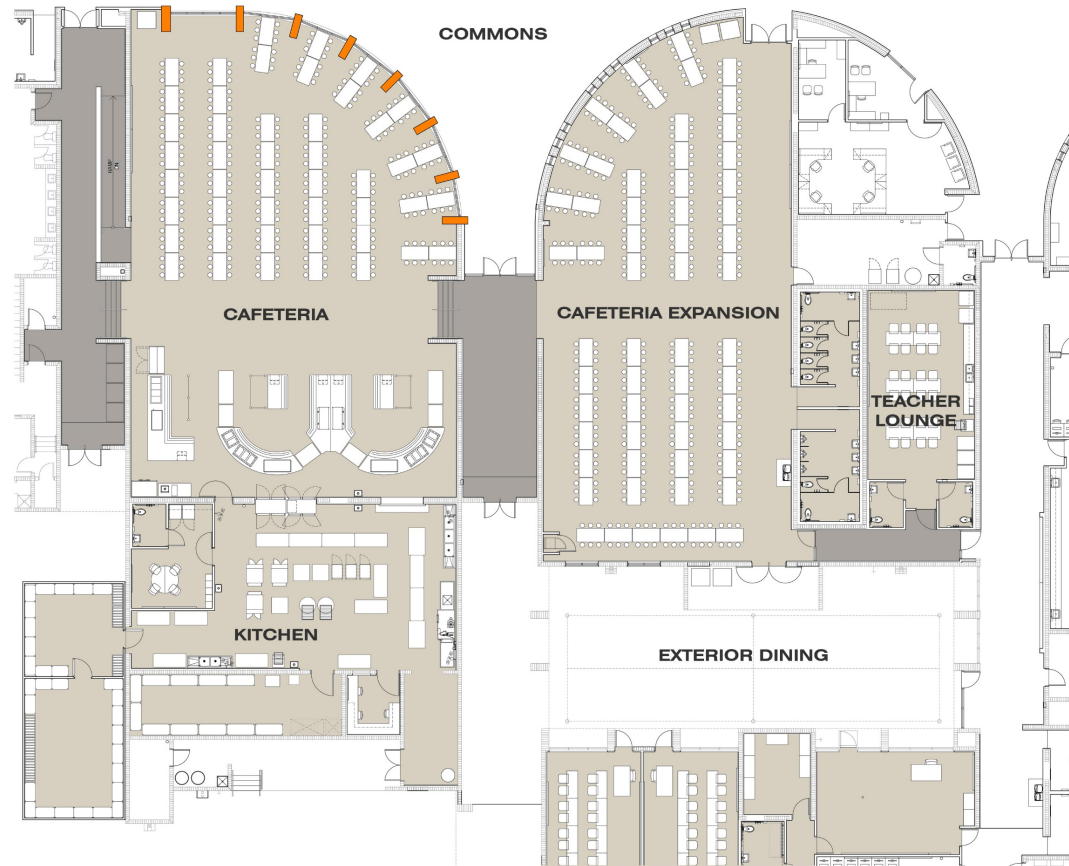 COMMONS
CAFETERIA
CAFETERIA EXPANSION
TEACHER
LOUNGE
KITCHEN
EXTERIOR DINING